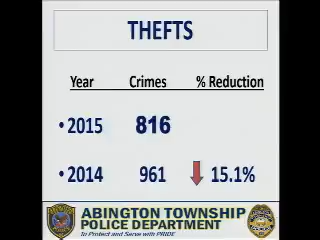 THEFTS
Year Crimes % Reduction
• 2015 816
• 2014 961 15.1%
ABINGTON TOWNSHIP
POLICE DEPARTMENT
In Protect and Serve with PRIDE